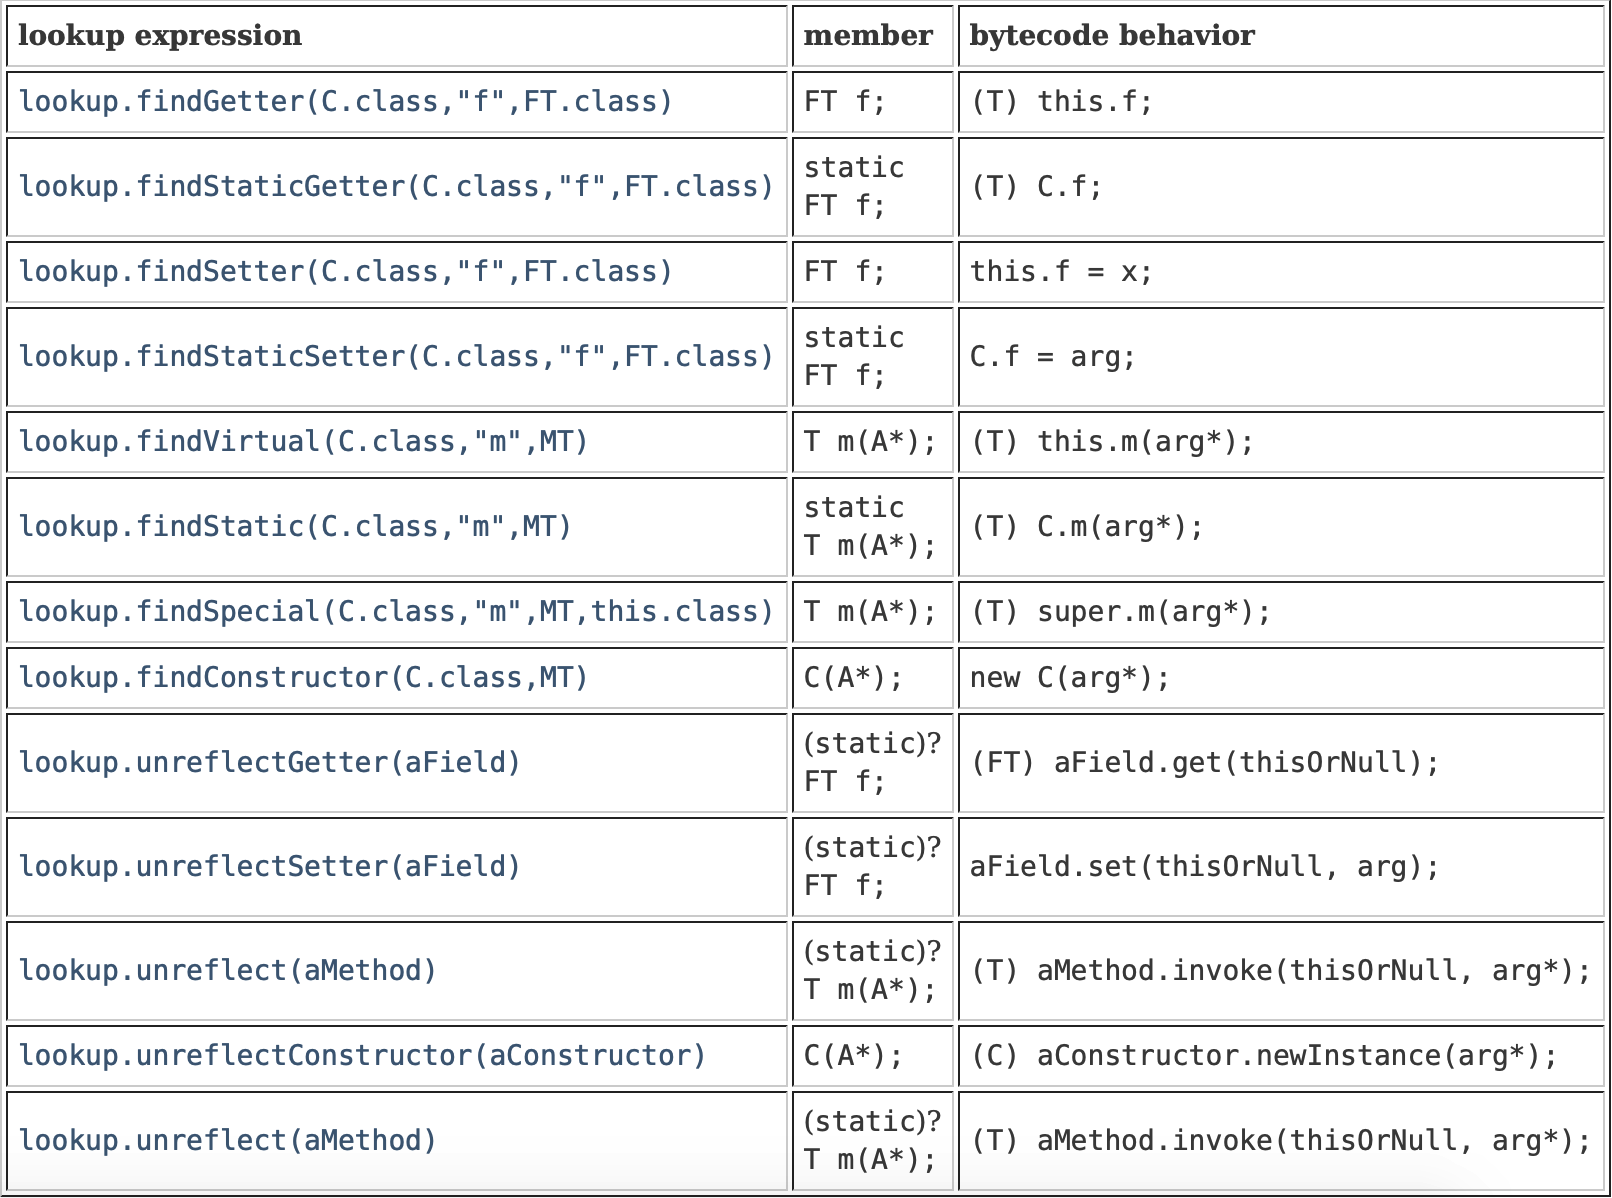 lookup expression member bytecode behavior
lookup.findGetter(C.class,"f",FT.class) FT f; (T) this.f;
lookup.findStaticGetter(C.class,"f",FT.class) static
FT f; (T) C.f;
lookup.findSetter(C.class,"f",FT.class) FT f; this.f = x;
lookup.findStaticSetter(C.class,"f",FT.class) static
FT f; C.f = arg;
lookup.findVirtual(C.class,"m",MT) T m(A*); (T) this.m(arg*);
lookup.findStatic(C.class,"m",MT) static
T m(A*); (T) C.m(arg*);
lookup.findSpecial(C.class,"m",MT,this.class) T m(A*); (T) super.m(arg*);
lookup.findConstructor(C.class,MT) C(A*); new C(arg*);
lookup.unreflectGetter(aField) (static)?
FT f; (FT) aField.get(thisOrNull);
lookup.unreflectSetter(aField) (static)?
FT f; aField.set(thisOrNull, arg);
lookup.unreflect(aMethod) (static)?
T m(A*); (T) aMethod.invoke(thisOrNull, arg*);
lookup.unreflectConstructor(aConstructor) C(A*); (C) aConstructor.newInstance(arg*);
lookup.unreflect(aMethod) (static)?
T m(A*); (T) aMethod.invoke(thisOrNull, arg*);